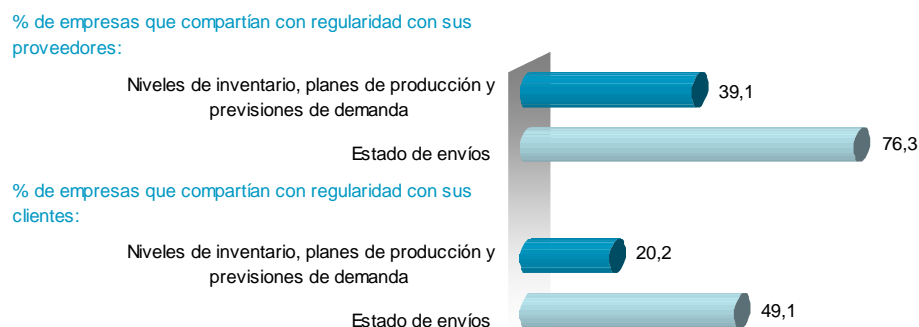 % de empresas que compartían con regularidad con sus
proveedores:
Niveles de inventario, planes de producción y
previsiones de demanda
39,1
Estado de envíos
76,3
% de empresas que compartían con regularidad con sus
clientes:
Niveles de inventario, planes de producción y
previsiones de demanda
20,2
Estado de envíos
49,1